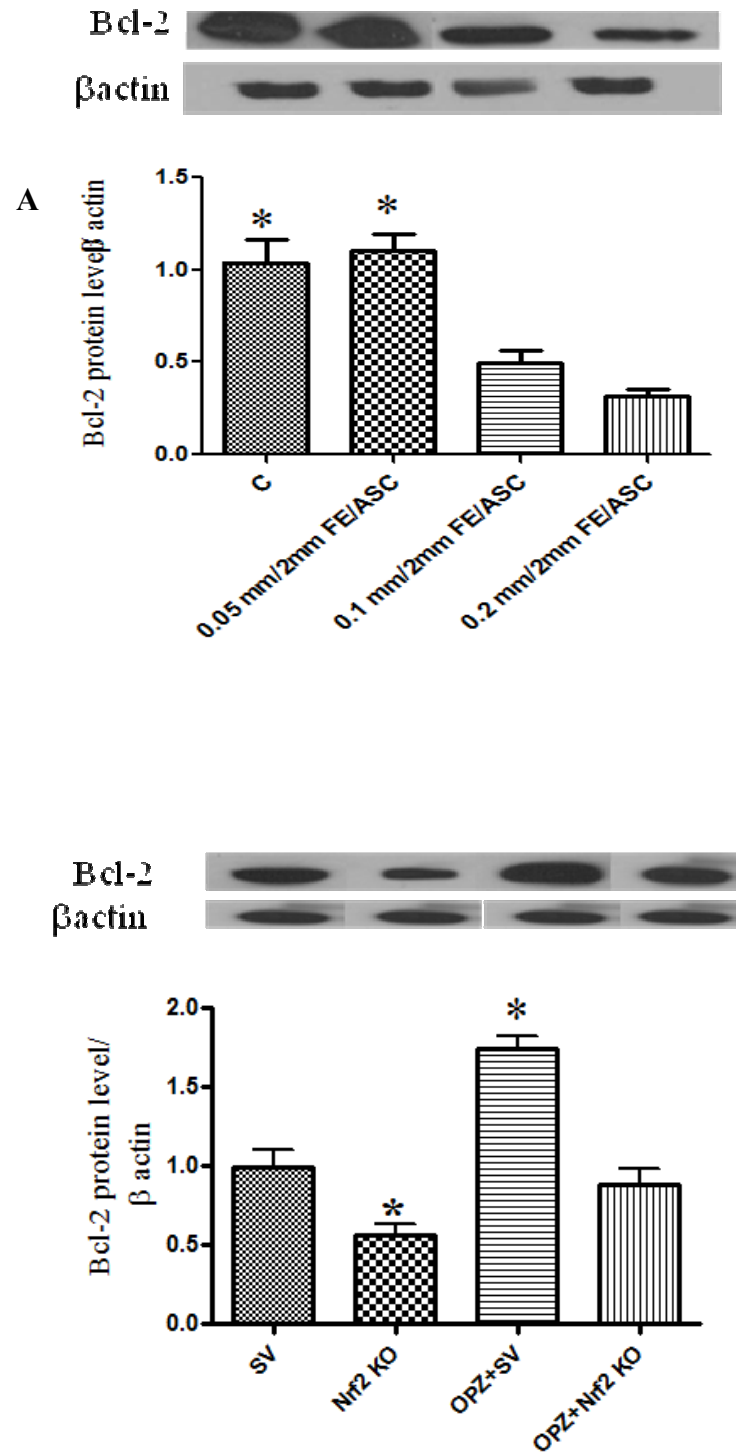 Bcl-2
βactin
A
Bcl-2 protein levelβ actin
1.5
1.0
0.5
0.0
*
*
C
0.05 mm/2mm FE/ASC
0.1 mm/2mm FE/ASC
0.2 mm/2mm FE/ASC
Bcl-2
βactin
Bcl-2 protein level/
β actin
2.0
1.5
1.0
0.5
0.0
*
*
SV
Nrf2 KO
OPZ+SV
OPZ+Nrf2 KO